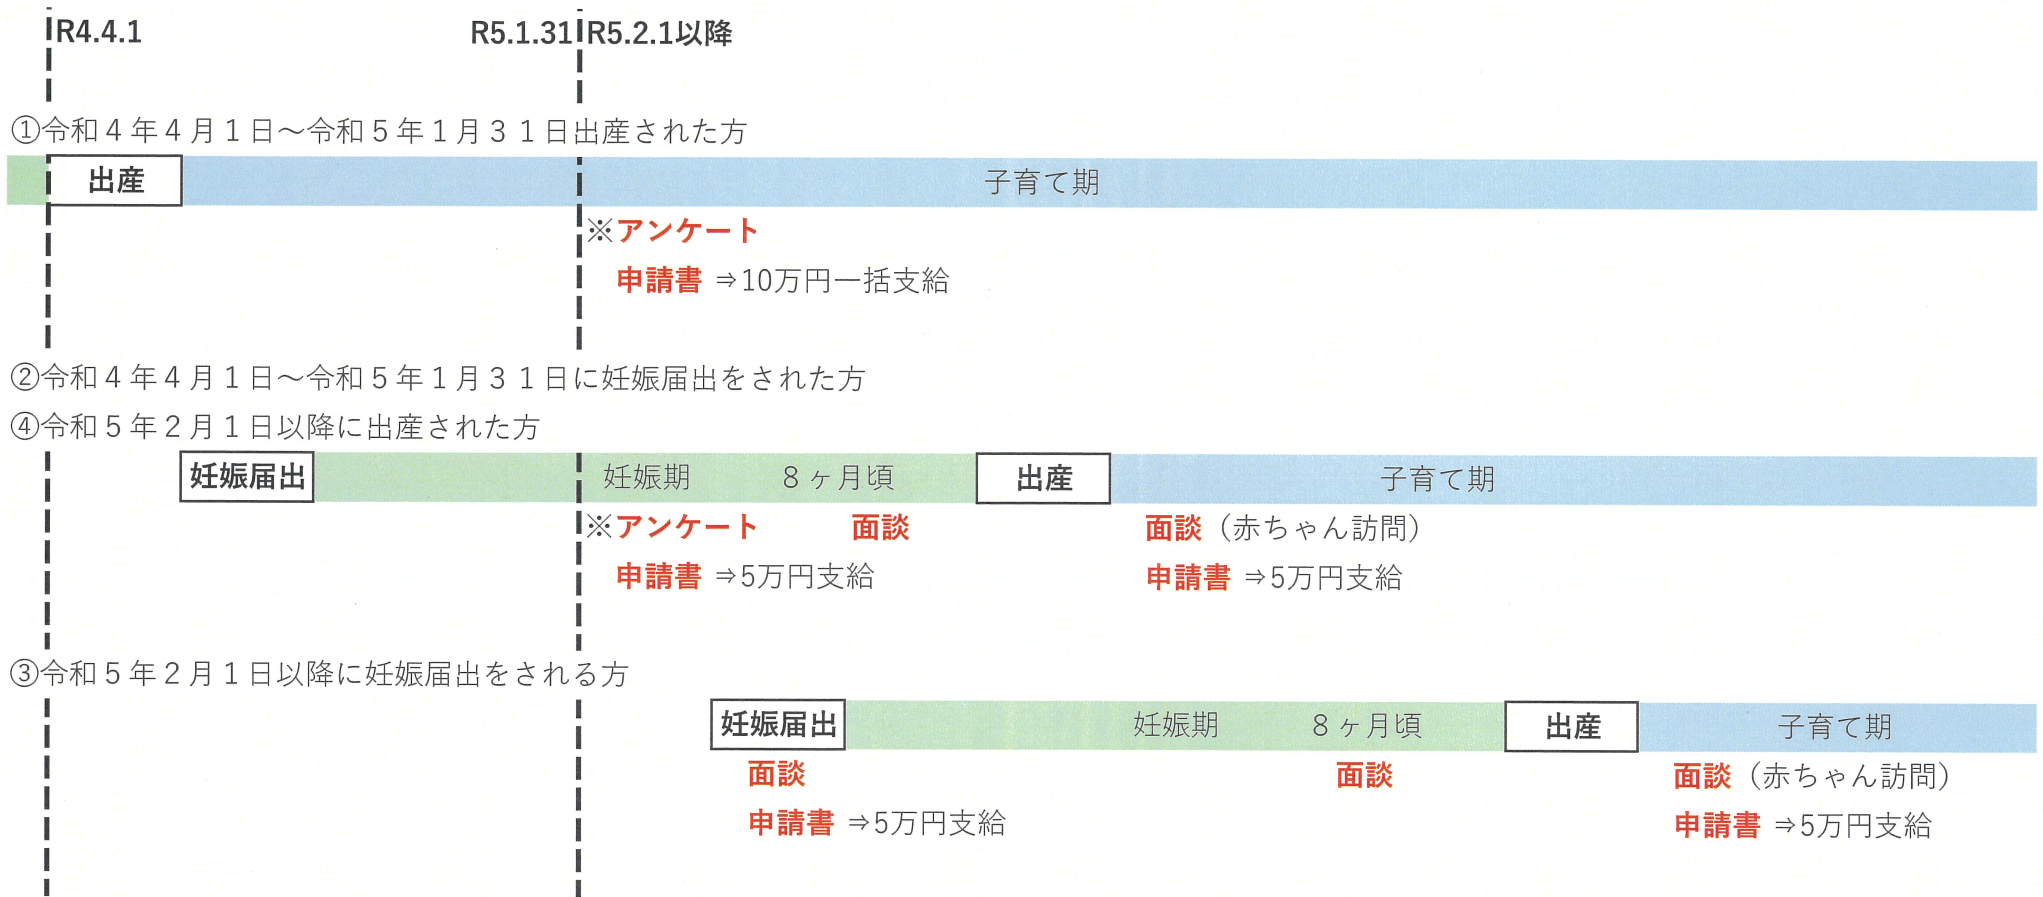 R4.4.1 R5.1.31 R5.2.1以降
①令和４年４月１日～令和５年１月３１日出産された方
出産 子育て期
※アンケート
申請書 ⇒10万円一括支給
②令和４年４月１日～令和５年１月３１日に妊娠届出をされた方
④令和５年２月１日以降に出産された方
妊娠届出 妊娠期 ８ヶ月頃 出産 子育て期
※アンケート 面談 面談（赤ちゃん訪問）
申請書 ⇒5万円支給 申請書 ⇒5万円支給
③令和５年２月１日以降に妊娠届出をされる方
妊娠届出 妊娠期 ８ヶ月頃 出産 子育て期
面談 面談 面談（赤ちゃん訪問）
申請書 ⇒5万円支給 申請書 ⇒5万円支給